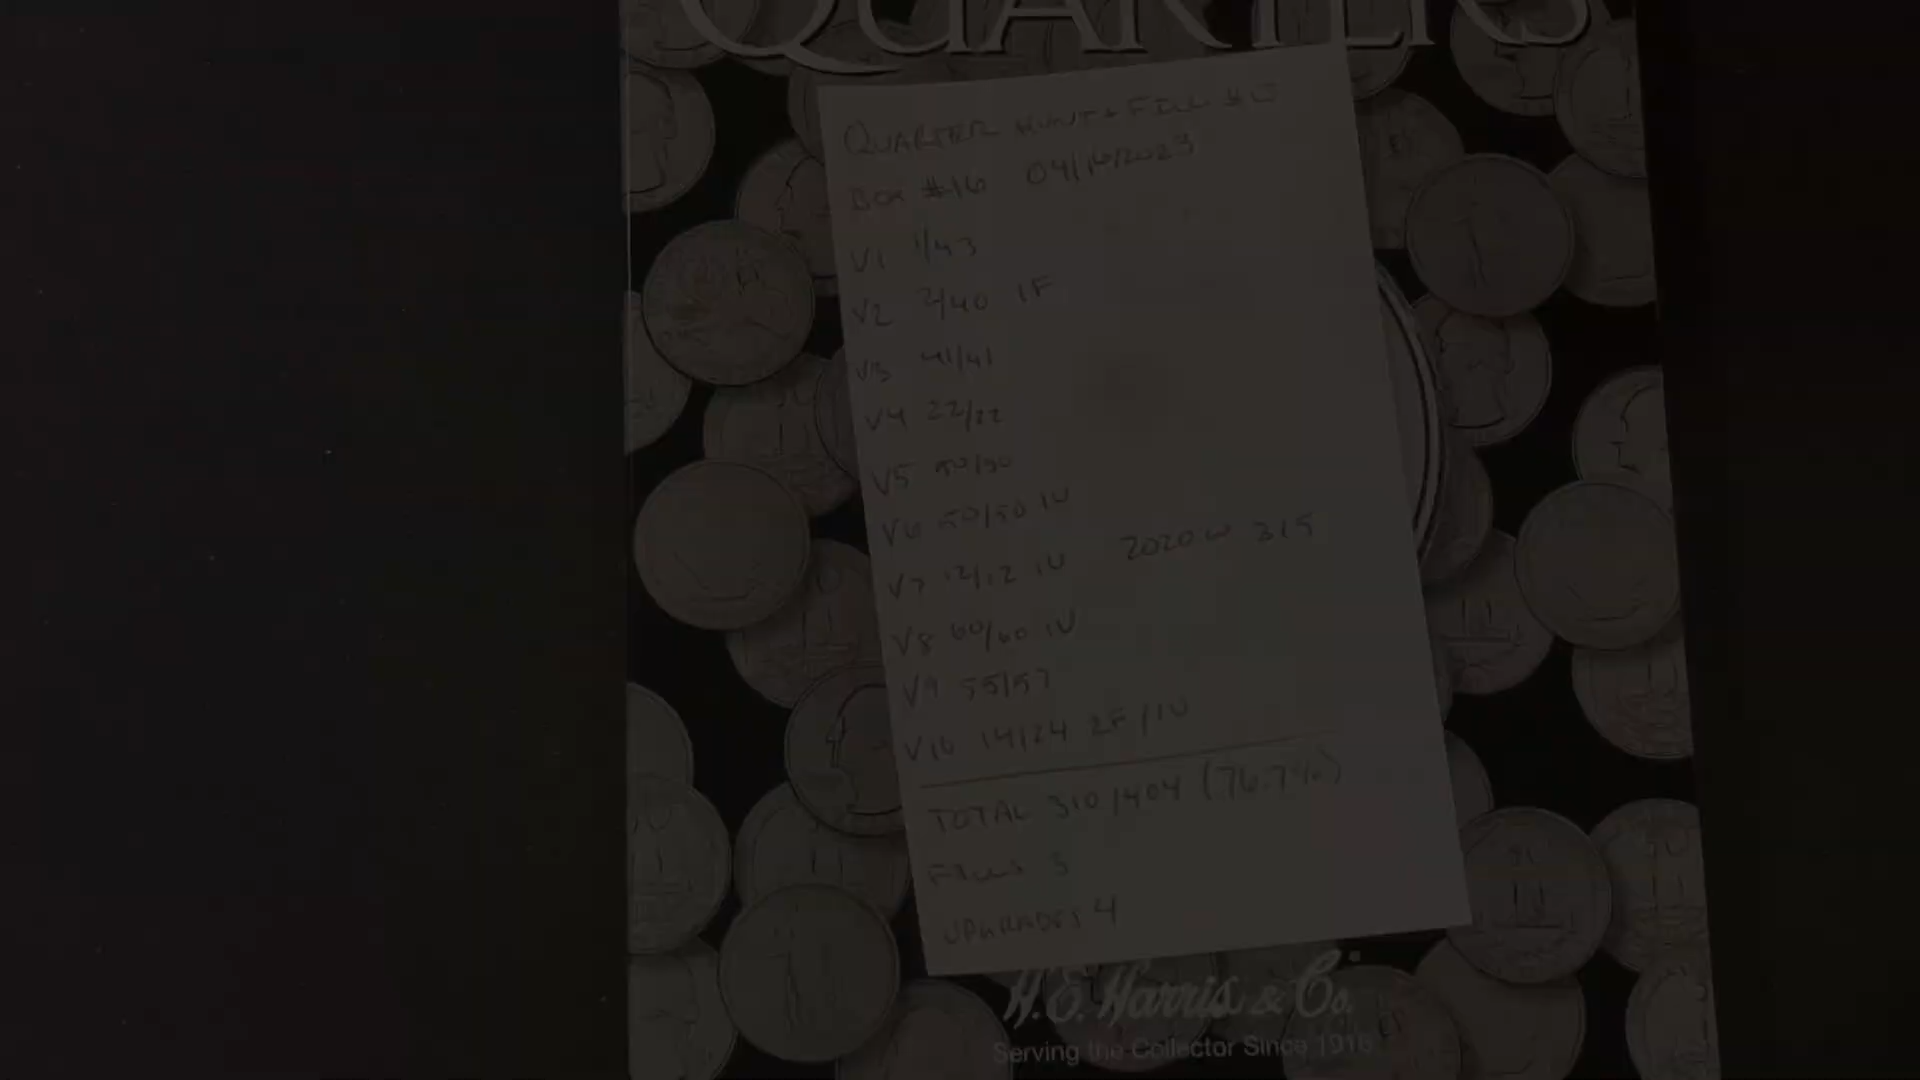 QUARTERS
QUARTER HUNT & FILL
BOX #16 04/16/2023
V1 1/43
V2 2/40 1F
V3 41/41
V4 22/22
V5 50/50
V6 50/50 1U
V7 12/12 1U 2020W 315
V8 60/60 1U
V9 55/57
V10 14/24 2F/1U
TOTAL 310/404 (76.7%)
FILLS 3
UPGRADES 4
H.E. Harris & Co.
Serving the Collector Since 1916